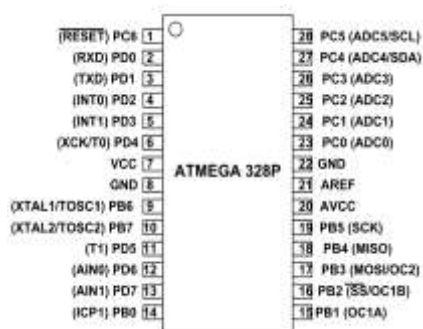 (RESET) PC6 1
(RXD) PD0 2
(TXD) PD1 3
(INT0) PD2 4
(INT1) PD3 5
(XCK/T0) PD4 6
VCC 7
GND 8
(XTAL1/TOSC1) PB6 9
(XTAL2/TOSC2) PB7 10
(T1) PD5 11
(AIN0) PD6 12
(AIN1) PD7 13
(ICP1) PB0 14
ATMEGA 328P
28 PC5 (ADC5/SCL)
27 PC4 (ADC4/SDA)
26 PC3 (ADC3)
25 PC2 (ADC2)
24 PC1 (ADC1)
23 PC0 (ADC0)
22 GND
21 AREF
20 AVCC
19 PB5 (SCK)
18 PB4 (MISO)
17 PB3 (MOSI/OC2)
16 PB2 (SS/OC1B)
15 PB1 (OC1A)